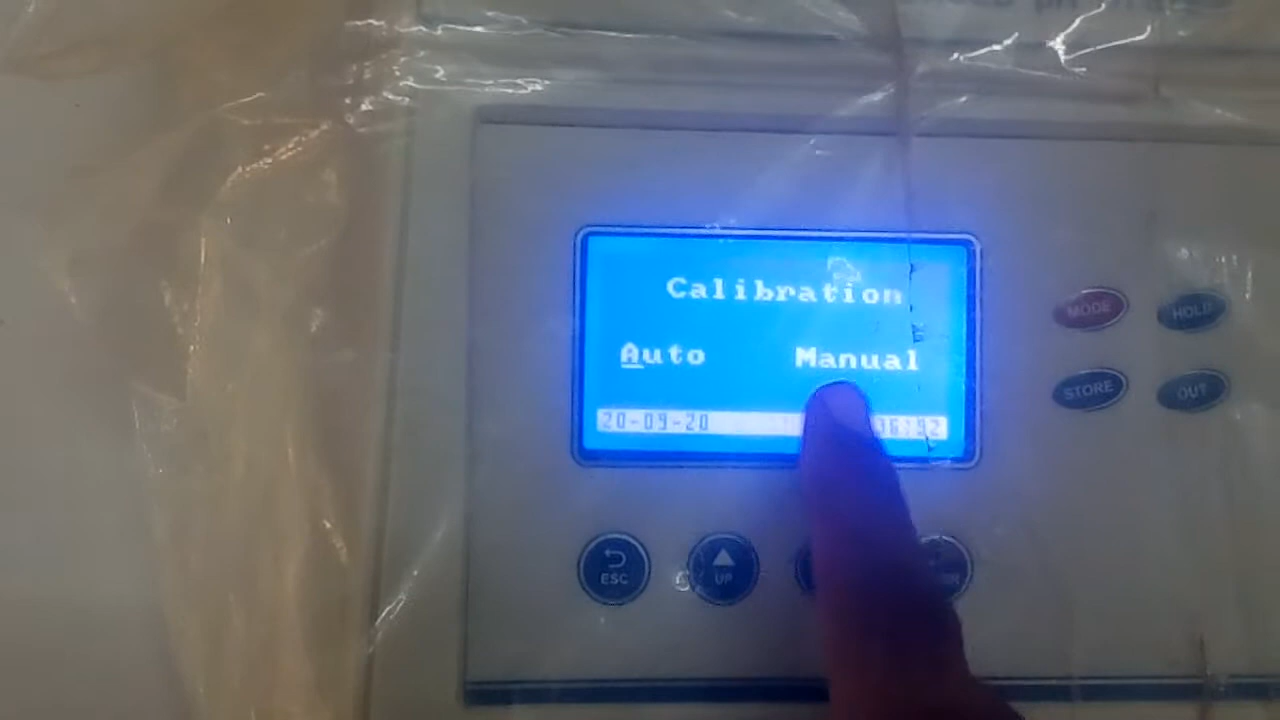 Calibration
Auto Manual
20-09-20
MODE HOLD
STORE OUT
ESC UP